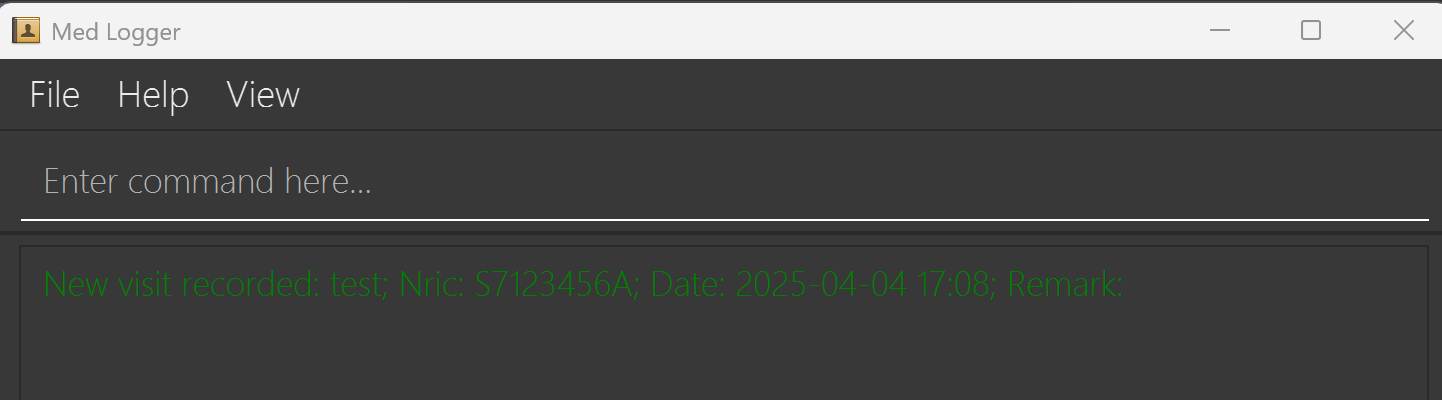 Med Logger
File Help View
Enter command here...
New visit recorded: test; Nric: S7123456A; Date: 2025-04-04 17:08; Remark: